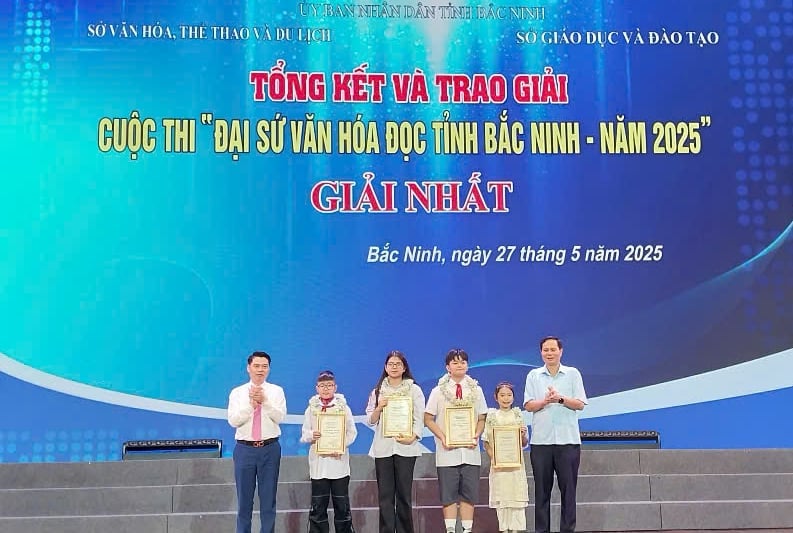 ỦY BAN NHÂN DÂN TỈNH BẮC NINH
SỞ VĂN HÓA, THỂ THAO VÀ DU LỊCH
SỞ GIÁO DỤC VÀ ĐÀO TẠO
TỔNG KẾT VÀ TRAO GIẢI
CUỘC THI "ĐẠI SỨ VĂN HÓA ĐỌC TỈNH BẮC NINH - NĂM 2025"
GIẢI NHẤT
Bắc Ninh, ngày 27 tháng 5 năm 2025